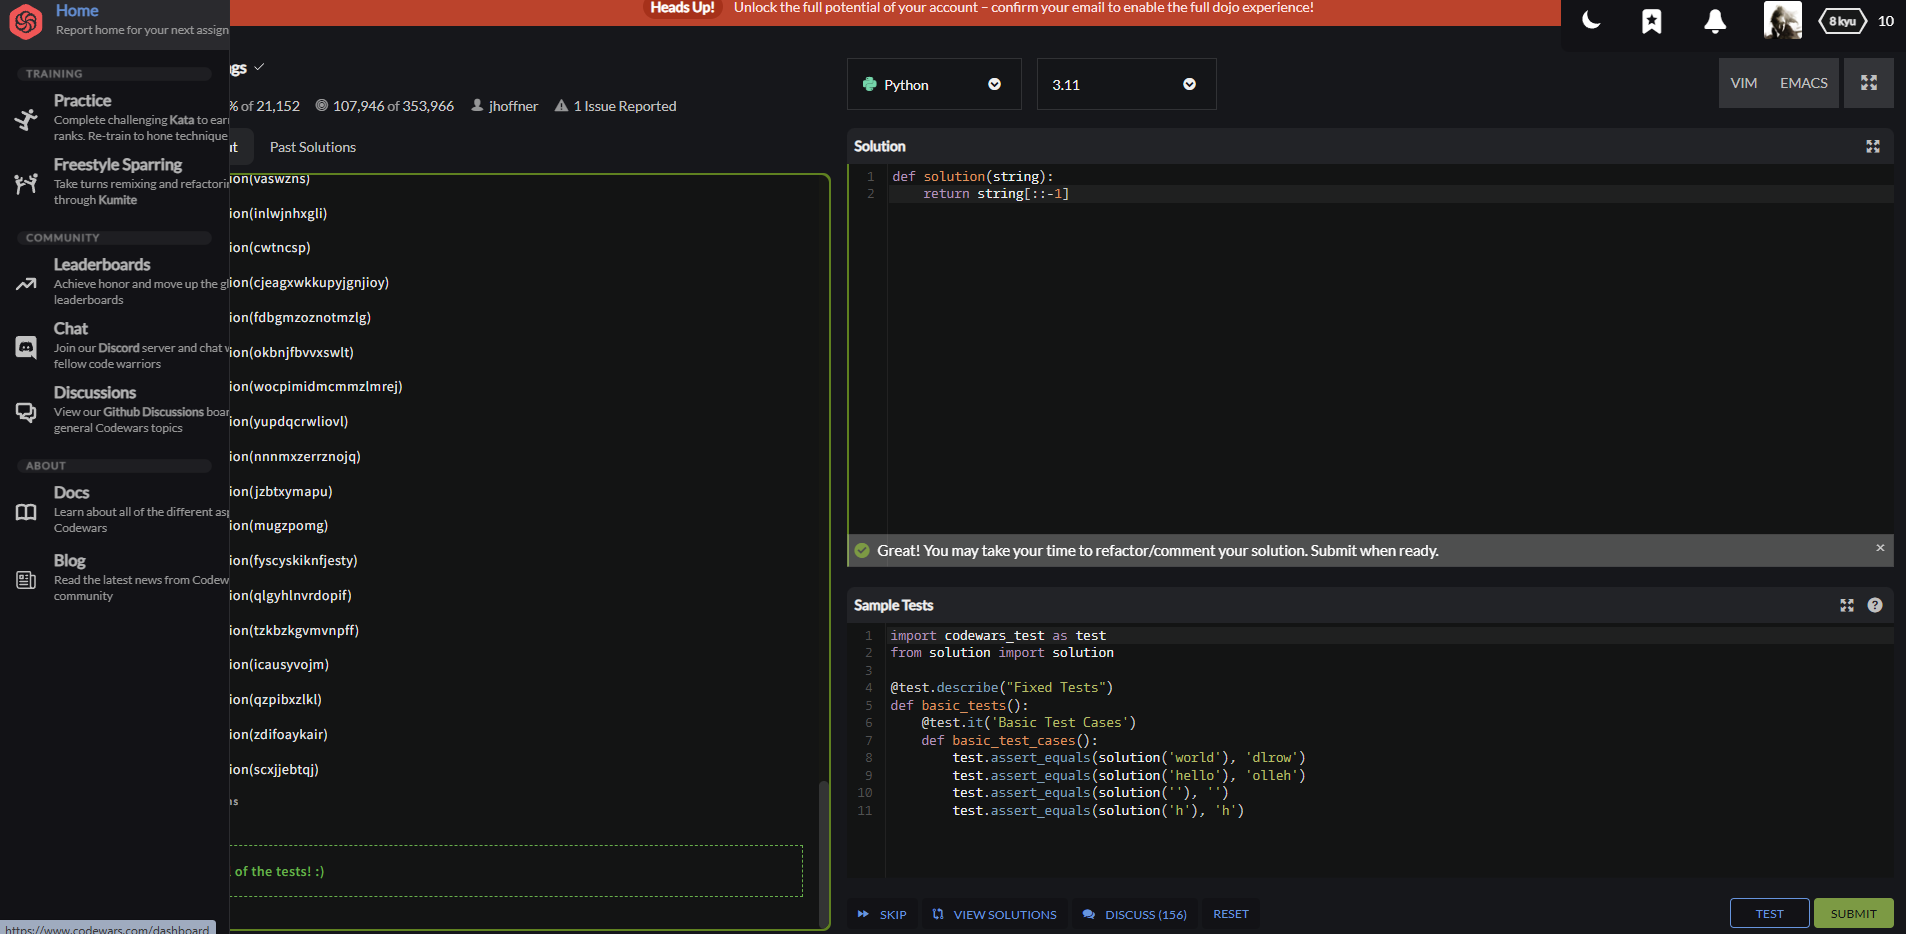 Home
Report home for your next assign
TRAINING
Practice
Complete challenging Kata to ear
ranks. Re-train to hone technique
Freestyle Sparring
Take turns remixing and refactorin
through Kumite
COMMUNITY
Leaderboards
Achieve honor and move up the gl
leaderboards
Chat
Join our Discord server and chat w
fellow code warriors
Discussions
View our Github Discussions boar
general Codewars topics
ABOUT
Docs
Learn about all of the different asp
Codewars
Blog
Read the latest news from Codew
community
https://www.codewars.com/dashboard
Heads Up! Unlock the full potential of your account – confirm your email to enable the full dojo experience!
8 kyu 10
gs
% of 21,152 107,946 of 353,966 jhoffner 1 Issue Reported
ut Past Solutions
ion(vaswzns)
ion(inlwjnhxgli)
ion(cwtncsp)
ion(cjeagxwkkupyjgnjioy)
ion(fdbgmzoznotmzlg)
ion(okbnjfbvvxswlt)
ion(wocpimidmcmmzlmrej)
ion(yupdqcrwliovl)
ion(nnnmxzerrznojq)
ion(jzbtxymapu)
ion(mugzpomg)
ion(fyscyskiknfjesty)
ion(qlgyhlnvrdopif)
ion(tzkbzkgvmvnpff)
ion(icausyvojm)
ion(qzpibxzlkl)
ion(zdifoaykair)
ion(scxjjebtqj)
ns
of the tests! :)
Python 3.11 VIM EMACS
Solution
1 def solution(string):
2 return string[::-1]
Great! You may take your time to refactor/comment your solution. Submit when ready.
Sample Tests
1 import codewars_test as test
2 from solution import solution
3
4 @test.describe("Fixed Tests")
5 def basic_tests():
6 @test.it('Basic Test Cases')
7 def basic_test_cases():
8 test.assert_equals(solution('world'), 'dlrow')
9 test.assert_equals(solution('hello'), 'olleh')
10 test.assert_equals(solution(''), '')
11 test.assert_equals(solution('h'), 'h')
SKIP VIEW SOLUTIONS DISCUSS (156) RESET TEST SUBMIT